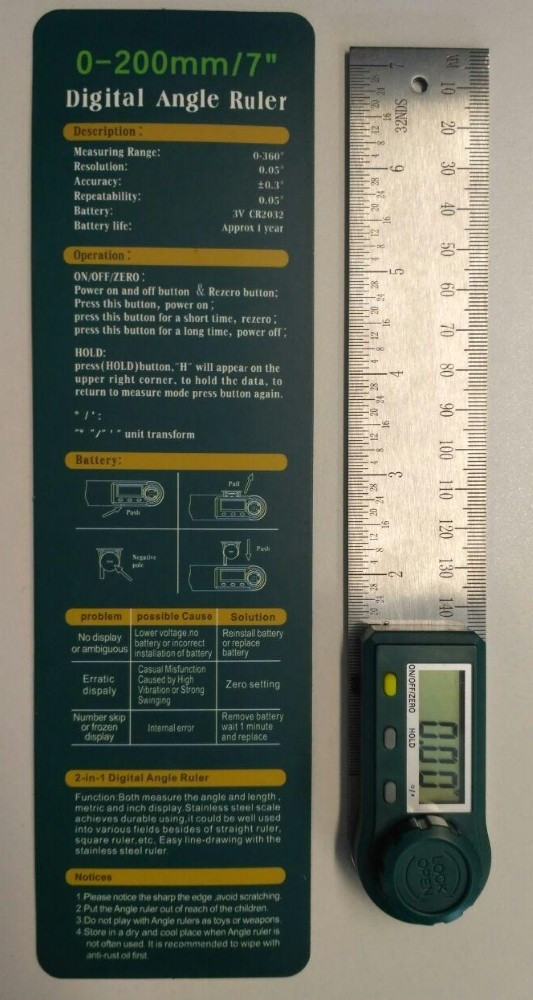 0-200mm/7"
Digital Angle Ruler
Description:
Measuring Range: 0-360°
Resolution: 0.05°
Accuracy: ±0.3°
Repeatability: 0.05°
Battery: 3V CR2032
Battery life: Approx 1 year
Operation:
ON/OFF/ZERO:
Power on and off button & Rezero button;
Press this button, power on;
press this button for a short time, rezero;
press this button for a long time, power off;
HOLD:
press(HOLD)button,"H" will appear on the
upper right corner, to hold the data, to
return to measure mode press button again.
° / ':
"° "/" ' " unit transform
Battery:
Push
Pull
Negative
pole
Push
problem possible Cause Solution
No display
or ambiguous
Lower voltage.no
battery or incorrect
installation of battery
Reinstall battery
or replace
battery
Erratic
dispaly
Casual Misfunction
Caused by High
Vibration or Strong
Swinging
Zero setting
Number skip
or frozen
display
Internal error
Remove battery
wait 1 minute
and replace
2-in-1 Digital Angle Ruler
Function:Both measure the angle and length,
metric and inch display.Stainless steel scale
achieves durable using,it could be well used
into various fields besides of straight ruler,
square ruler,etc. Easy line-drawing with the
stainless steel ruler.
Notices
1.Please notice the sharp the edge ,avoid scratching.
2.Put the Angle ruler out of reach of the children.
3.Do not play with Angle rulers as toys or weapons.
4.Store in a dry and cool place when Angle ruler is
not often used. It is recommended to wipe with
anti-rust oil first.
32NDS
7
6
5
4
3
2
10
20
30
40
50
60
70
80
90
100
110
120
130
140
ON/OFF/ZERO
HOLD
°/'
0.00°
LOCK
OPEN